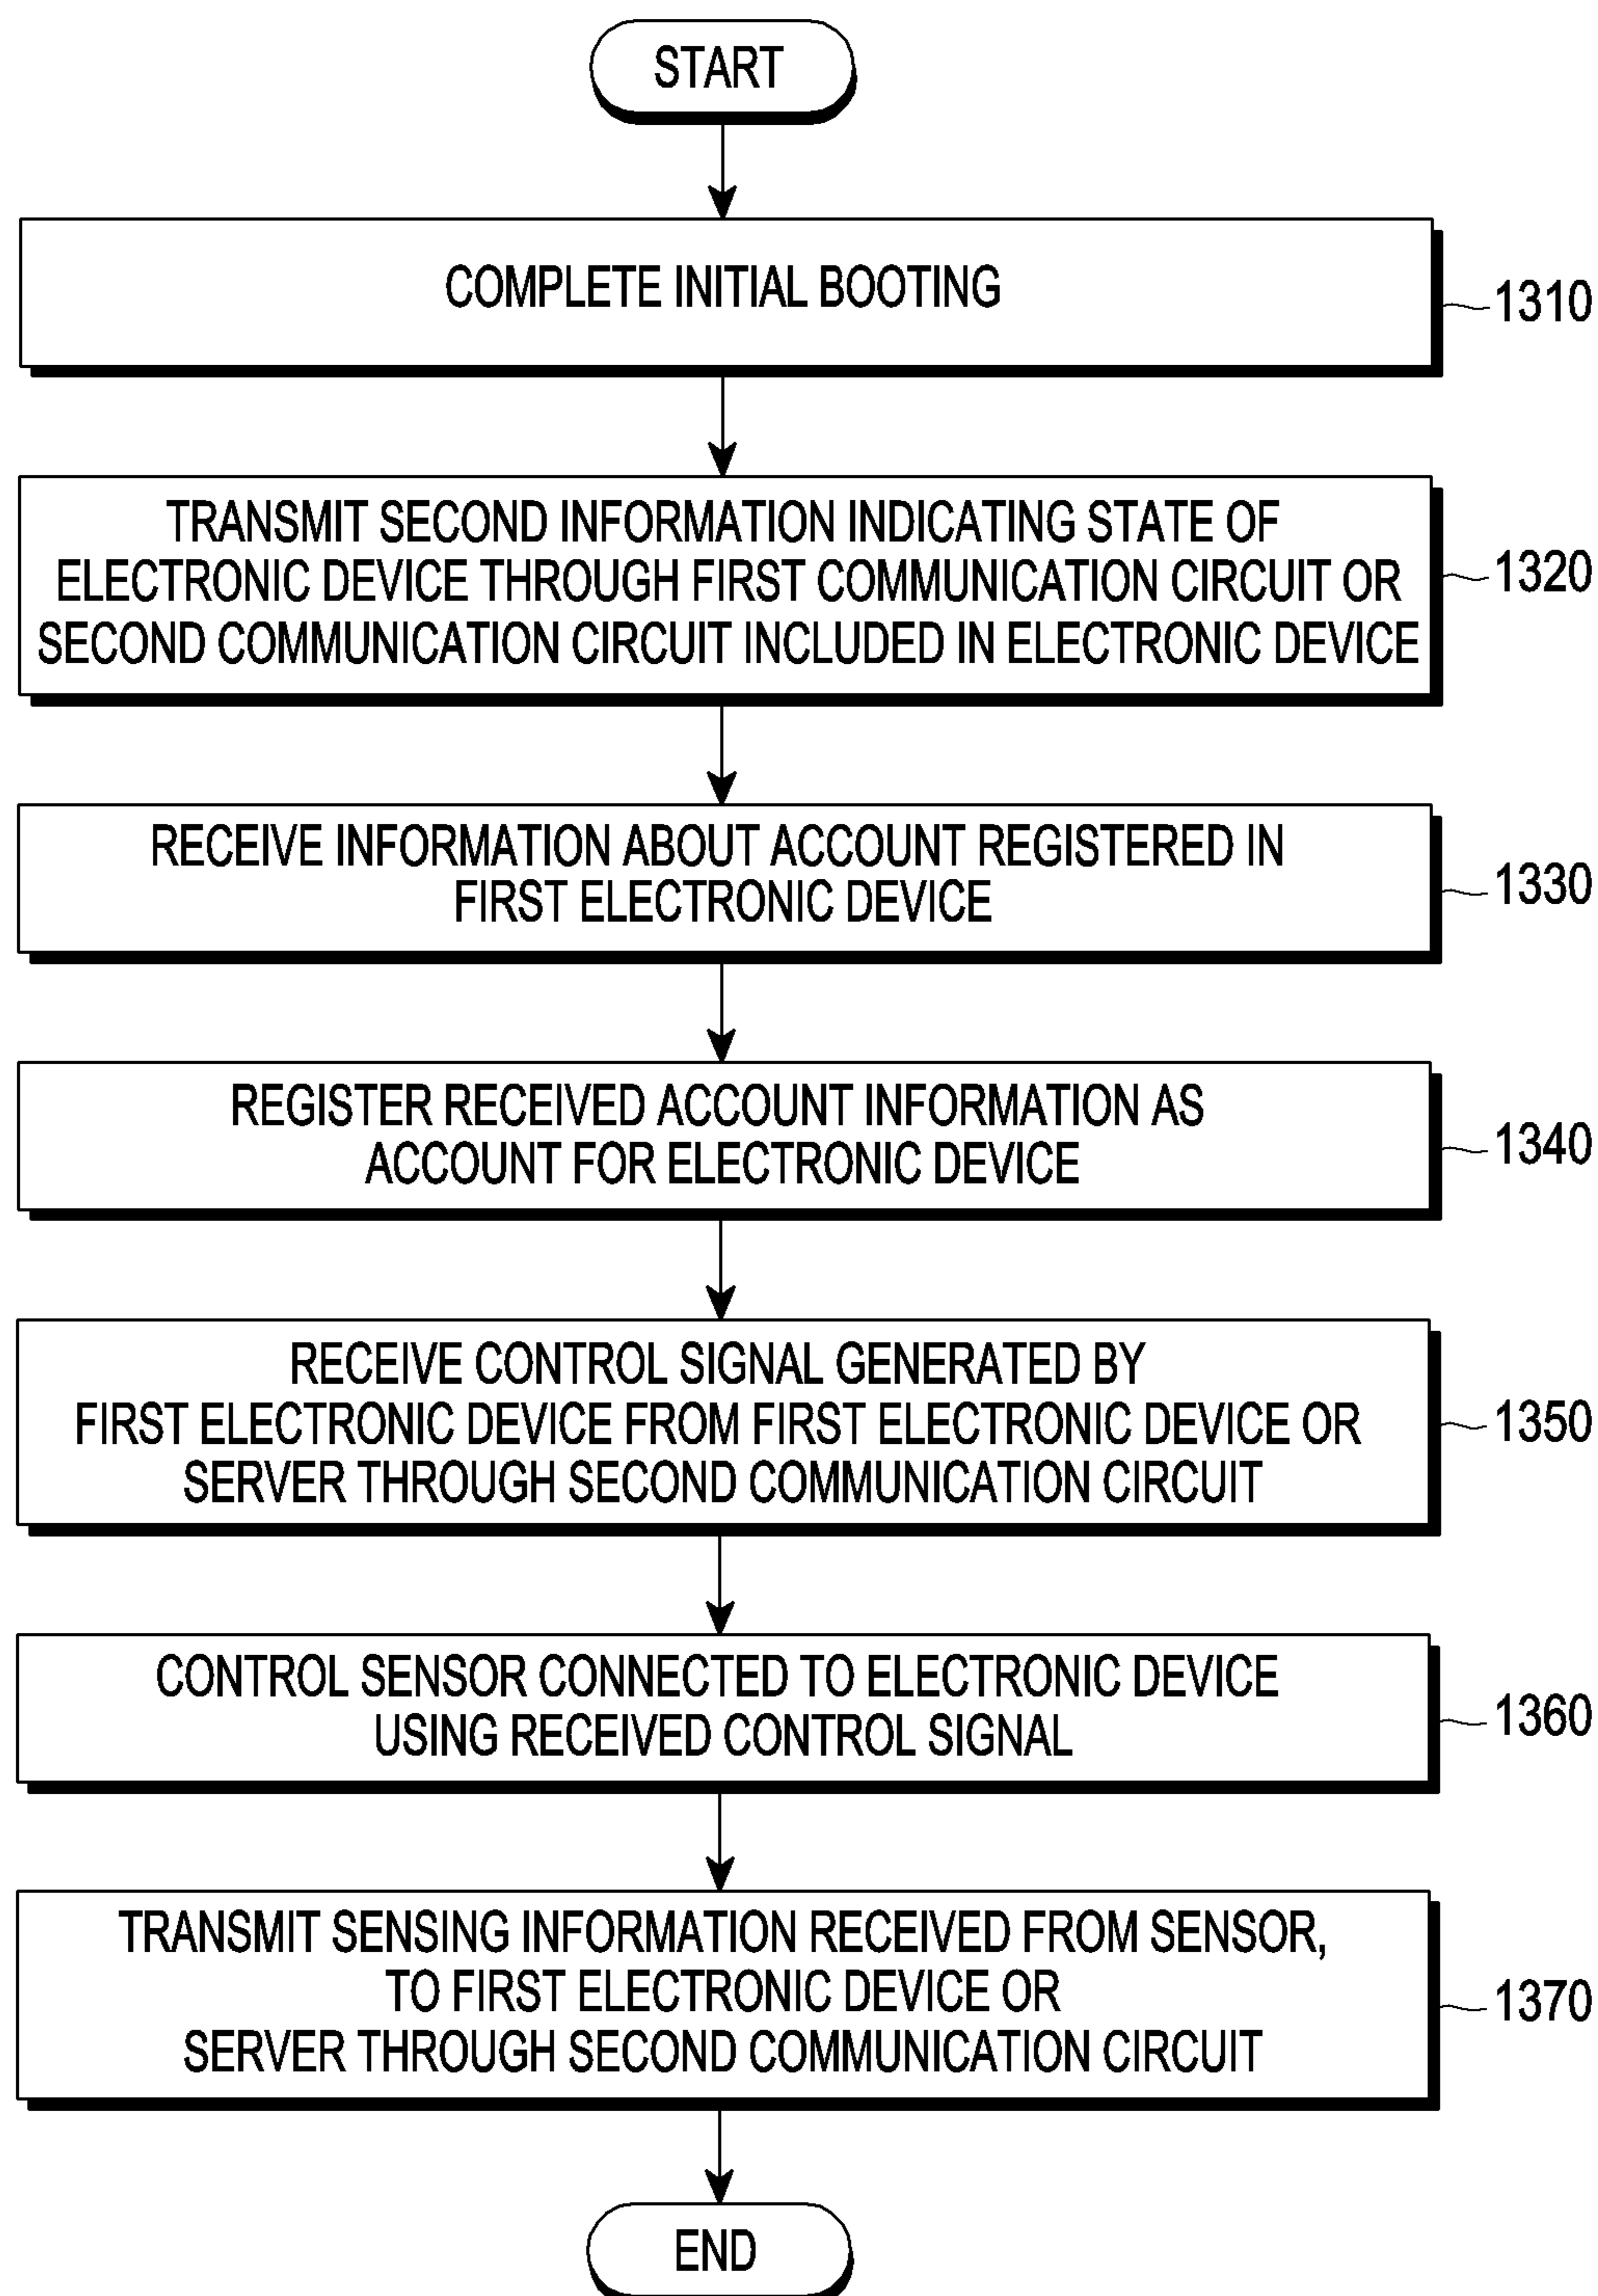 START
COMPLETE INITIAL BOOTING
1310
TRANSMIT SECOND INFORMATION INDICATING STATE OF
ELECTRONIC DEVICE THROUGH FIRST COMMUNICATION CIRCUIT OR
SECOND COMMUNICATION CIRCUIT INCLUDED IN ELECTRONIC DEVICE
1320
RECEIVE INFORMATION ABOUT ACCOUNT REGISTERED IN
FIRST ELECTRONIC DEVICE
1330
REGISTER RECEIVED ACCOUNT INFORMATION AS
ACCOUNT FOR ELECTRONIC DEVICE
1340
RECEIVE CONTROL SIGNAL GENERATED BY
FIRST ELECTRONIC DEVICE FROM FIRST ELECTRONIC DEVICE OR
SERVER THROUGH SECOND COMMUNICATION CIRCUIT
1350
CONTROL SENSOR CONNECTED TO ELECTRONIC DEVICE
USING RECEIVED CONTROL SIGNAL
1360
TRANSMIT SENSING INFORMATION RECEIVED FROM SENSOR,
TO FIRST ELECTRONIC DEVICE OR
SERVER THROUGH SECOND COMMUNICATION CIRCUIT
1370
END